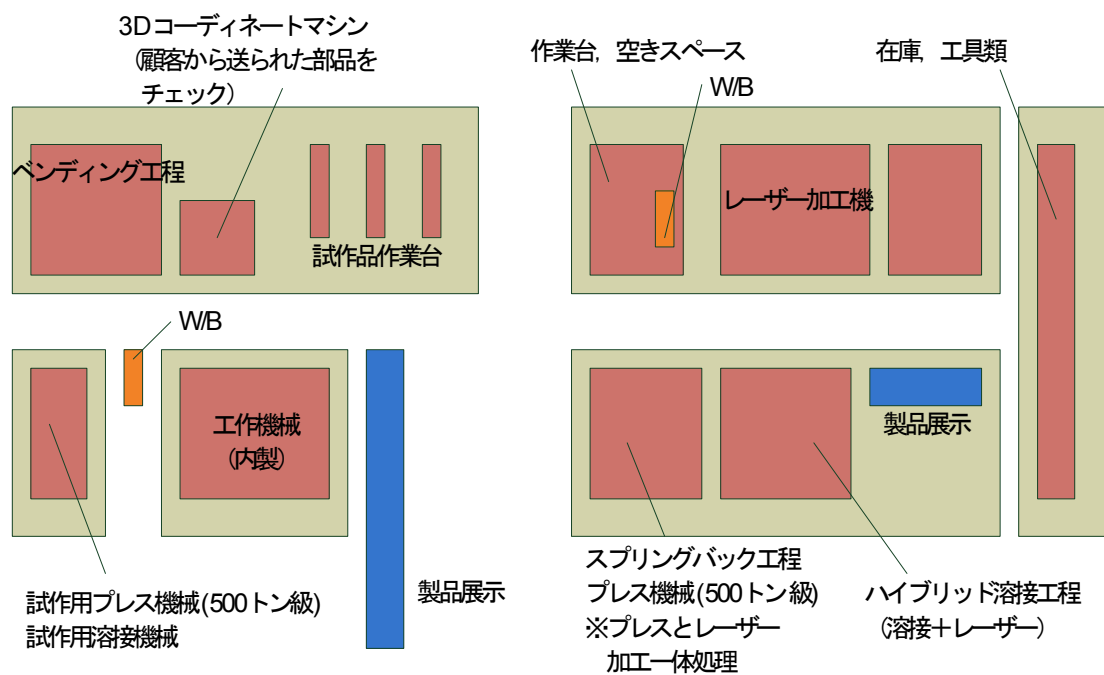 3Dコーディネートマシン
（顧客から送られた部品を
チェック）
ベンディング工程
試作品作業台
W/B
工作機械
（内製）
試作用プレス機械(500トン級)
試作用溶接機械
製品展示
作業台，空きスペース
W/B
在庫，工具類
レーザー加工機
製品展示
スプリングバック工程
プレス機械(500トン級)
※プレスとレーザー
加工一体処理
ハイブリッド溶接工程
（溶接＋レーザー）